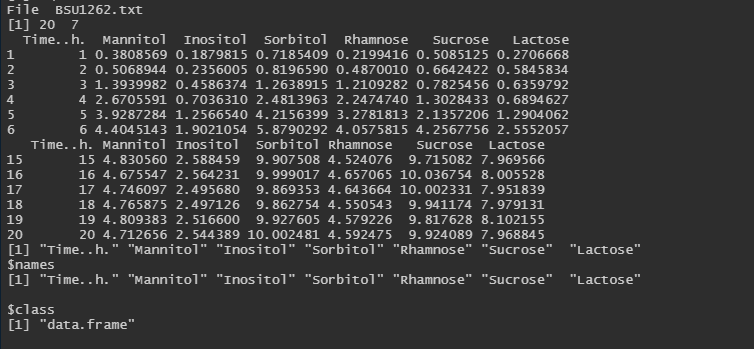 File  BSU1262.txt
[1] 20  7
  Time..h.  Mannitol  Inositol  Sorbitol  Rhamnose   Sucrose   Lactose
1        1 0.3808569 0.1879815 0.7185409 0.2199416 0.5085125 0.2706668
2        2 0.5068944 0.2356005 0.8196590 0.4870010 0.6642422 0.5845834
3        3 1.3939982 0.4586374 1.2638915 1.2109282 0.7825456 0.6359792
4        4 2.6705591 0.7036310 2.4813963 2.2474740 1.3028433 0.6894627
5        5 3.9287284 1.2566540 4.2156399 3.2781813 2.1357206 1.2904062
6        6 4.4045143 1.9021054 5.8790292 4.0575815 4.2567756 2.5552057
   Time..h. Mannitol Inositol  Sorbitol Rhamnose   Sucrose  Lactose
15       15 4.830560 2.588459  9.907508 4.524076  9.715082 7.969566
16       16 4.675547 2.564231  9.999017 4.657065 10.036754 8.005528
17       17 4.746097 2.495680  9.869353 4.643664 10.002331 7.951839
18       18 4.765875 2.497126  9.862754 4.550543  9.941174 7.979131
19       19 4.809383 2.516600  9.927605 4.579226  9.817628 8.102155
20       20 4.712656 2.544389 10.002481 4.592475  9.924089 7.968845
[1] "Time..h." "Mannitol" "Inositol" "Sorbitol" "Rhamnose" "Sucrose"  "Lactose"
$names
[1] "Time..h." "Mannitol" "Inositol" "Sorbitol" "Rhamnose" "Sucrose"  "Lactose"
$class
[1] "data.frame"